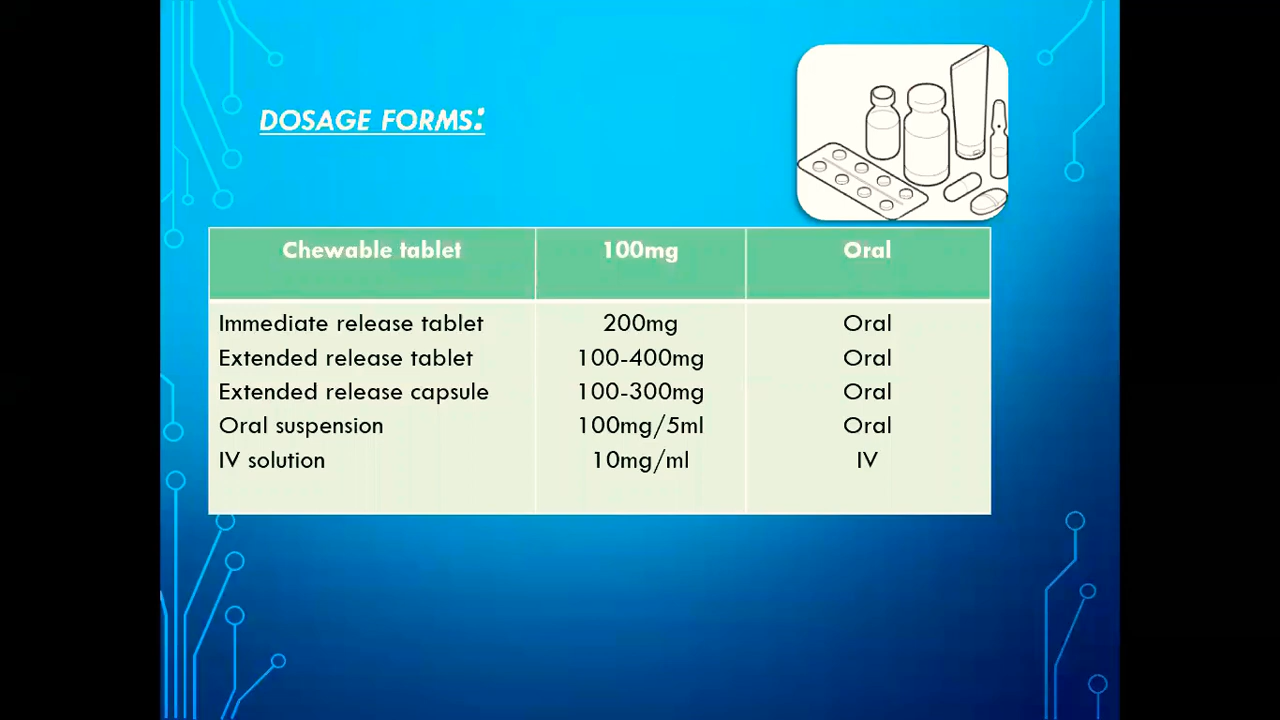 DOSAGE FORMS:
Chewable tablet 100mg Oral
Immediate release tablet 200mg Oral
Extended release tablet 100-400mg Oral
Extended release capsule 100-300mg Oral
Oral suspension 100mg/5ml Oral
IV solution 10mg/ml IV